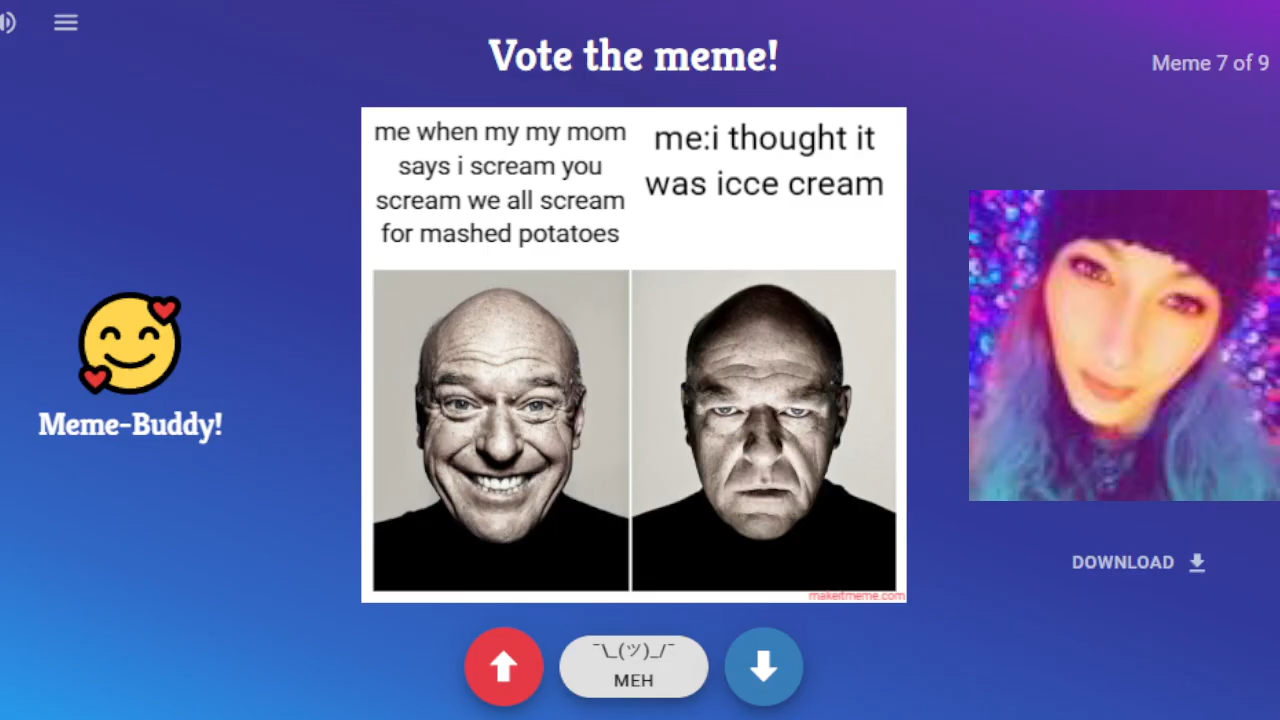 Vote the meme!
Meme 7 of 9
me when my my mom
says i scream you
scream we all scream
for mashed potatoes
me:i thought it
was icce cream
Meme-Buddy!
DOWNLOAD
makeitmeme.com
¯\_(ツ)_/¯
MEH